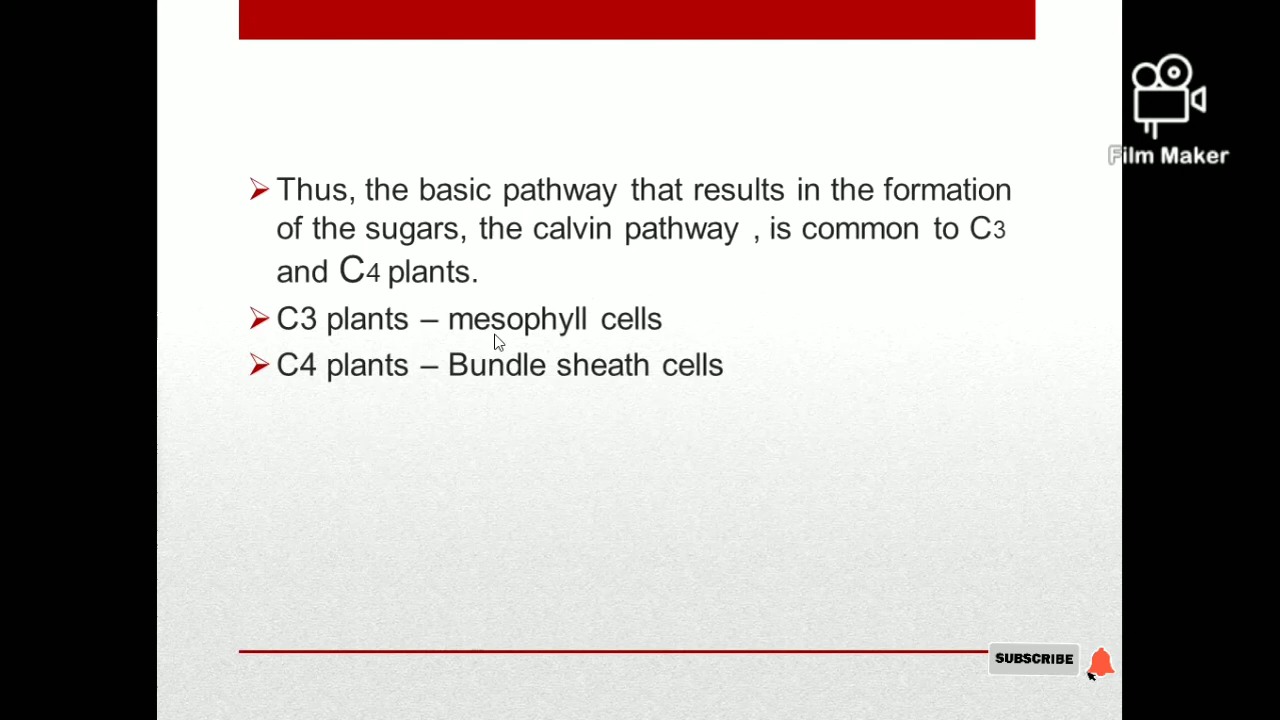 Film Maker
Thus, the basic pathway that results in the formation
of the sugars, the calvin pathway , is common to C3
and C4 plants.
C3 plants – mesophyll cells
C4 plants – Bundle sheath cells
SUBSCRIBE